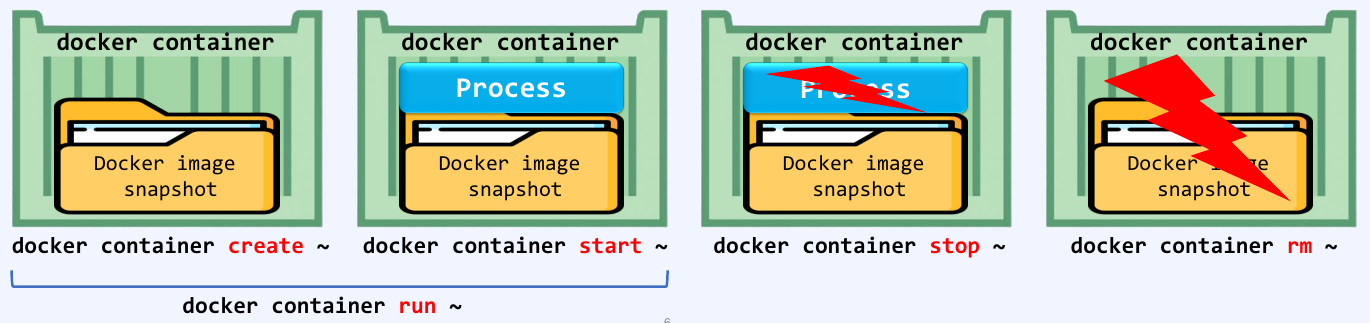 docker container
Docker image
snapshot
docker container create ~
docker container
Process
Docker image
snapshot
docker container start ~
docker container run ~
docker container
Process
Docker image
snapshot
docker container stop ~
docker container
Docker image
snapshot
docker container rm ~
6